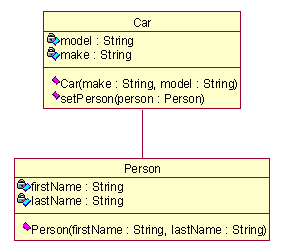 Car
model : String
make : String
Car(make : String, model : String)
setPerson(person : Person)
Person
firstName : String
lastName : String
Person(firstName : String, lastName : String)